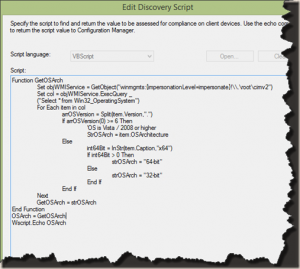 Edit Discovery Script
Specify the script to find and return the value to be assessed for compliance on client devices. Use the echo com
to return the script value to Configuration Manager.
Script language:
VBScript
Open...
Clea
Script:
Function GetOSArch
Set objWMIService = GetObject("winmgmts:{impersonationLevel=impersonate}!\\.\root\cimv2")
Set col = objWMIService.ExecQuery _
("Select * from Win32_OperatingSystem")
For Each item in col
arrOSVersion = Split(item.Version,".")
If arrOSVersion(0) >= 6 Then
'OS is Vista / 2008 or higher
StrOSArch = item.OSArchitecture
Else
int64Bit = InStr(item.Caption,"x64")
If int64Bit > 0 Then
strOSArch = "64-bit"
Else
strOSArch = "32-bit"
End If
End If
Next
GetOSArch = strOSArch
End Function
OSArch = GetOSArch
Wscript.Echo OSArch